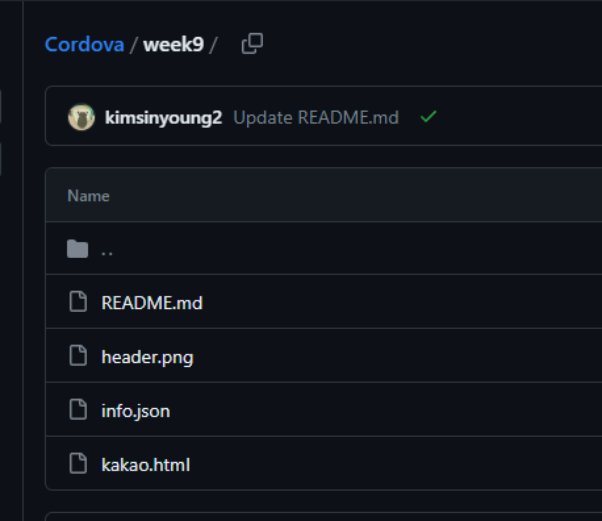 Cordova / week9 /
kimsinyoung2 Update README.md
Name
..
README.md
header.png
info.json
kakao.html